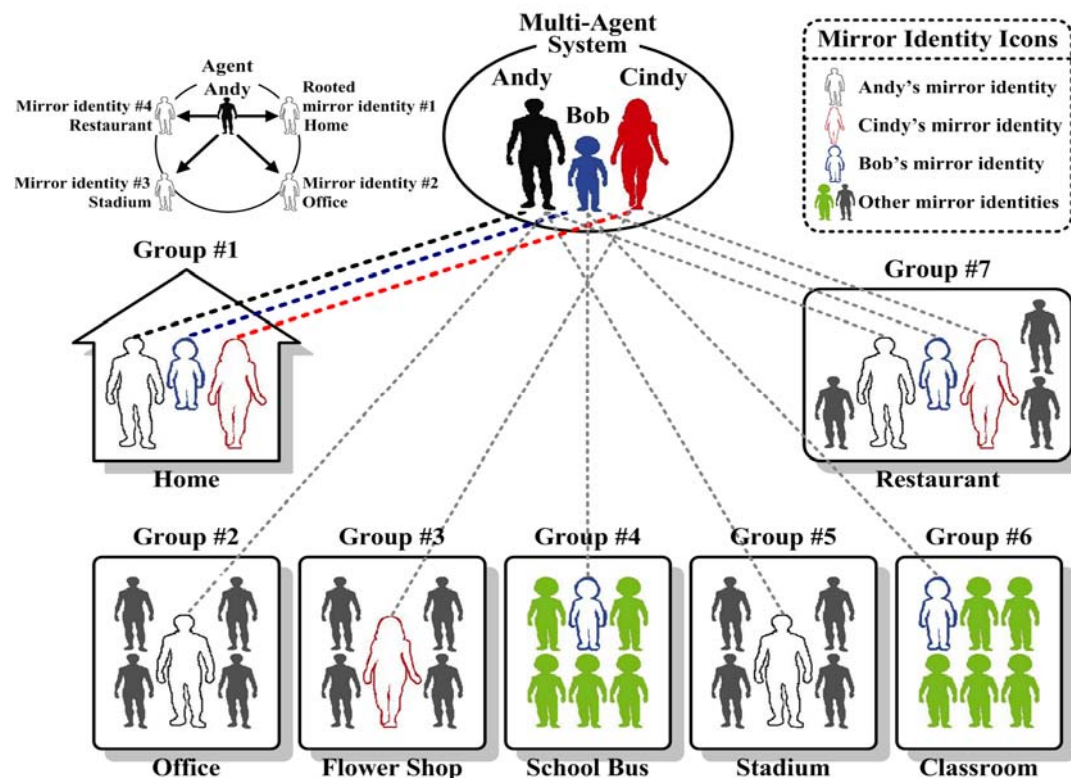 Multi-Agent
System
Andy
Bob
Cindy
Agent
Andy
Mirror identity #4
Restaurant
Rooted
mirror identity #1
Home
Mirror identity #3
Stadium
Mirror identity #2
Office
Mirror Identity Icons
Andy's mirror identity
Cindy's mirror identity
Bob's mirror identity
Other mirror identities
Group #1
Home
Group #7
Restaurant
Group #2
Office
Group #3
Flower Shop
Group #4
School Bus
Group #5
Stadium
Group #6
Classroom